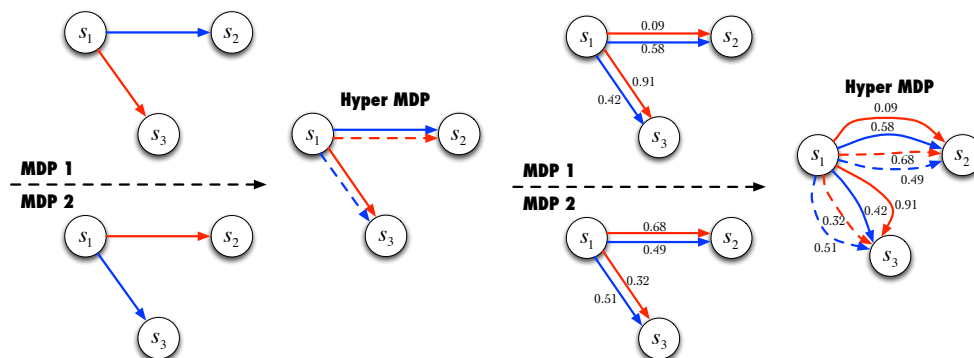 s1
s2
s3
MDP 1
MDP 2
s1
s2
s3
Hyper MDP
s1
s2
s3
s1
0.09
0.58
s2
0.91
0.42
s3
MDP 1
MDP 2
s1
0.68
0.49
s2
0.32
0.51
s3
Hyper MDP
0.09
0.58
s1
s2
0.68
0.49
0.42
0.91
0.32
0.51
s3